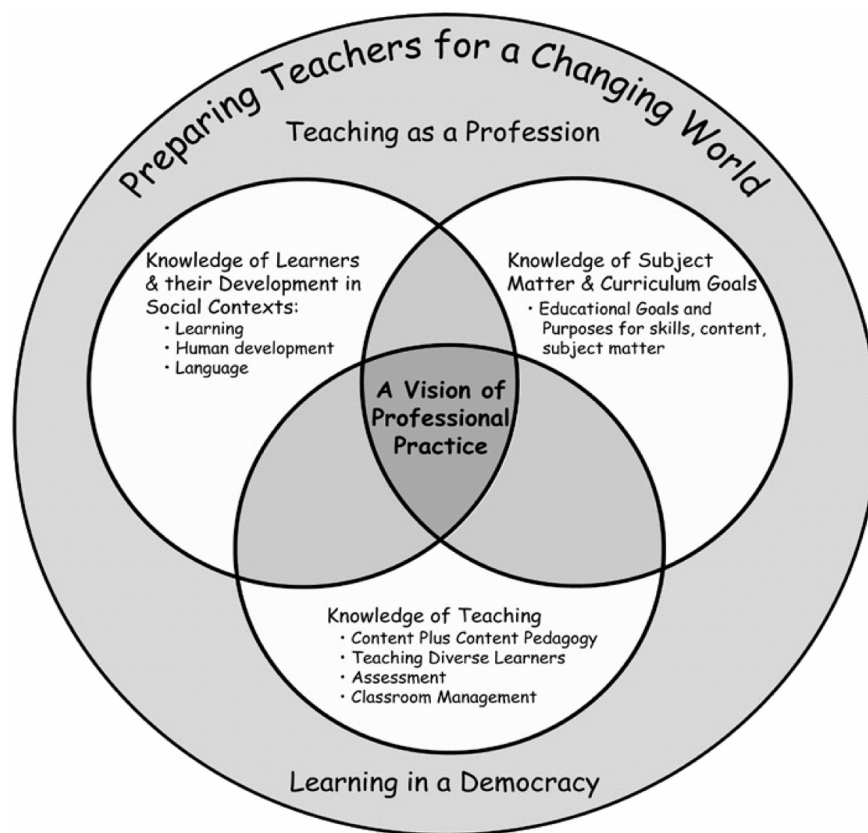 Preparing Teachers for a Changing World
Teaching as a Profession
Knowledge of Learners
& their Development in
Social Contexts:
• Learning
• Human development
• Language
Knowledge of Subject
Matter & Curriculum Goals
• Educational Goals and
Purposes for skills, content,
subject matter
A Vision of
Professional
Practice
Knowledge of Teaching
• Content Plus Content Pedagogy
• Teaching Diverse Learners
• Assessment
• Classroom Management
Learning in a Democracy